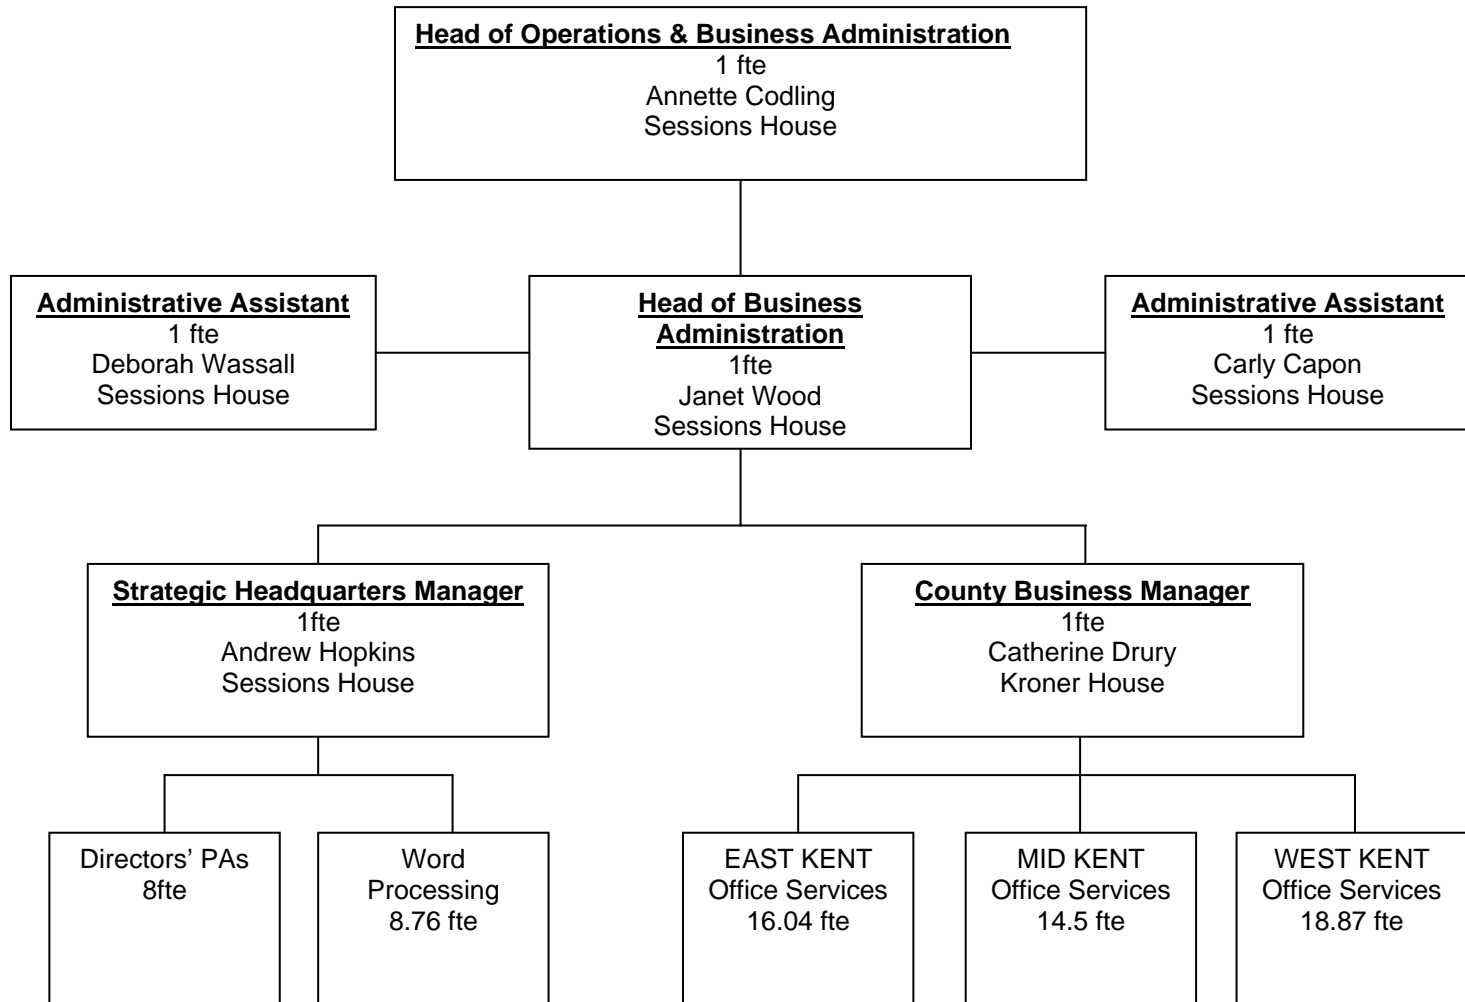 Head of Operations & Business Administration
1 fte
Annette Codling
Sessions House
Administrative Assistant
1 fte
Deborah Wassall
Sessions House
Head of Business
Administration
1fte
Janet Wood
Sessions House
Administrative Assistant
1 fte
Carly Capon
Sessions House
Strategic Headquarters Manager
1fte
Andrew Hopkins
Sessions House
County Business Manager
1fte
Catherine Drury
Kroner House
Directors’ PAs
8fte
Word
Processing
8.76 fte
EAST KENT
Office Services
16.04 fte
MID KENT
Office Services
14.5 fte
WEST KENT
Office Services
18.87 fte